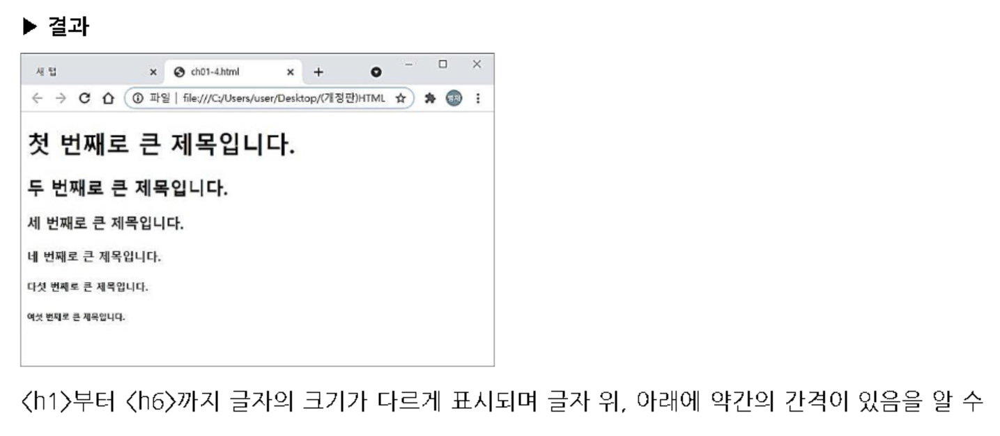 ▶ 결과
새 탭
ch01-4.html
파일 | file:///C:/Users/user/Desktop/(개정판)HTML
첫 번째로 큰 제목입니다.
두 번째로 큰 제목입니다.
세 번째로 큰 제목입니다.
네 번째로 큰 제목입니다.
다섯 번째로 큰 제목입니다.
여섯 번째로 큰 제목입니다.
<h1>부터 <h6>까지 글자의 크기가 다르게 표시되며 글자 위, 아래에 약간의 간격이 있음을 알 수